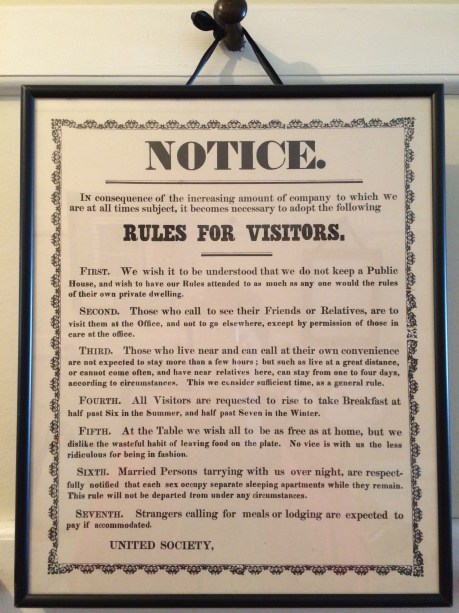 NOTICE.
IN consequence of the increasing amount of company to which we
are at all times subject, it becomes necessary to adopt the following
RULES FOR VISITORS.
FIRST. We wish it to be understood that we do not keep a Public
House, and wish to have our Rules attended to as much as any one would the rules
of their own private dwelling.
SECOND. Those who call to see their Friends or Relatives, are to
visit them at the Office, and not to go elsewhere, except by permission of those in
care at the office.
THIRD. Those who live near and can call at their own convenience
are not expected to stay more than a few hours; but such as live at a great distance,
or cannot come often, and have near relatives here, can stay from one to four days,
according to circumstances. This we consider sufficient time, as a general rule.
FOURTH. All Visitors are requested to rise to take Breakfast at
half past Six in the Summer, and half past Seven in the Winter.
FIFTH. At the Table we wish all to be as free as at home, but we
dislike the wasteful habit of leaving food on the plate. No vice is with us the less
ridiculous for being in fashion.
SIXTH. Married Persons tarrying with us over night, are respect-
fully notified that each sex occupy separate sleeping apartments while they remain.
This rule will not be departed from under any circumstances.
SEVENTH. Strangers calling for meals or lodging are expected to
pay if accommodated.
UNITED SOCIETY,